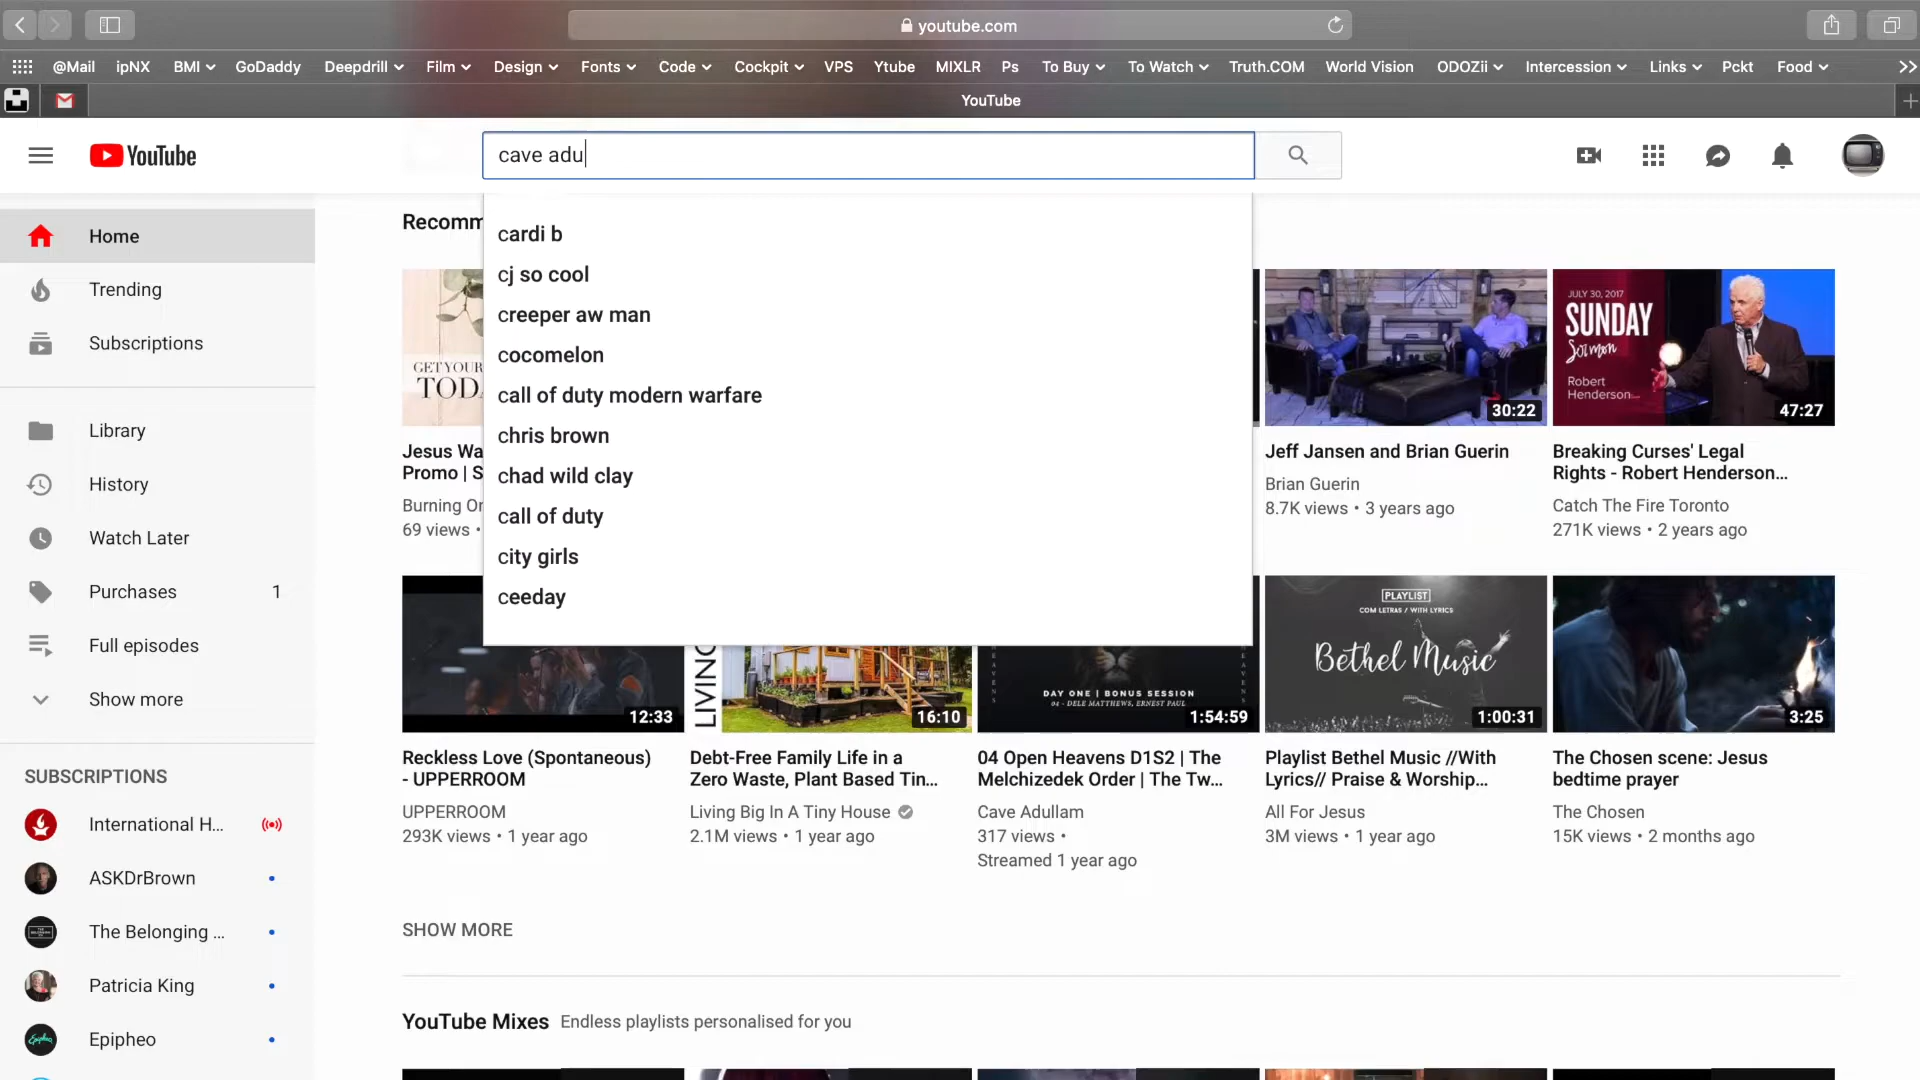 youtube.com
@Mail ipNX BMI GoDaddy Deepdrill Film Design Fonts Code Cockpit VPS Ytube MIXLR Ps To Buy To Watch Truth.COM World Vision ODOZii Intercession Links Pckt Food
YouTube
YouTube
cave adu
Home
Trending
Subscriptions
Library
History
Watch Later
Purchases 1
Full episodes
Show more
SUBSCRIPTIONS
International H...
ASKDrBrown
The Belonging ...
Patricia King
Epipheo
cardi b
cj so cool
creeper aw man
cocomelon
call of duty modern warfare
chris brown
chad wild clay
call of duty
city girls
ceeday
Recomm
GET YOUR
TODA
Jesus Wa
Promo | S
Burning Or
69 views •
30:22
Jeff Jansen and Brian Guerin
Brian Guerin
8.7K views • 3 years ago
JULY 30, 2017
SUNDAY
Sermon
Robert
Henderson
47:27
Breaking Curses' Legal
Rights - Robert Henderson...
Catch The Fire Toronto
271K views • 2 years ago
12:33
Reckless Love (Spontaneous)
- UPPERROOM
UPPERROOM
293K views • 1 year ago
LIVING
16:10
Debt-Free Family Life in a
Zero Waste, Plant Based Tin...
Living Big In A Tiny House
2.1M views • 1 year ago
DAY ONE | BONUS SESSION
04 - DELE MATTHEWS, ERNEST PAUL
1:54:59
04 Open Heavens D1S2 | The
Melchizedek Order | The Tw...
Cave Adullam
317 views •
Streamed 1 year ago
PLAYLIST
COM LETRAS / WITH LYRICS
Bethel Music
1:00:31
Playlist Bethel Music //With
Lyrics// Praise & Worship...
All For Jesus
3M views • 1 year ago
3:25
The Chosen scene: Jesus
bedtime prayer
The Chosen
15K views • 2 months ago
SHOW MORE
YouTube Mixes Endless playlists personalised for you